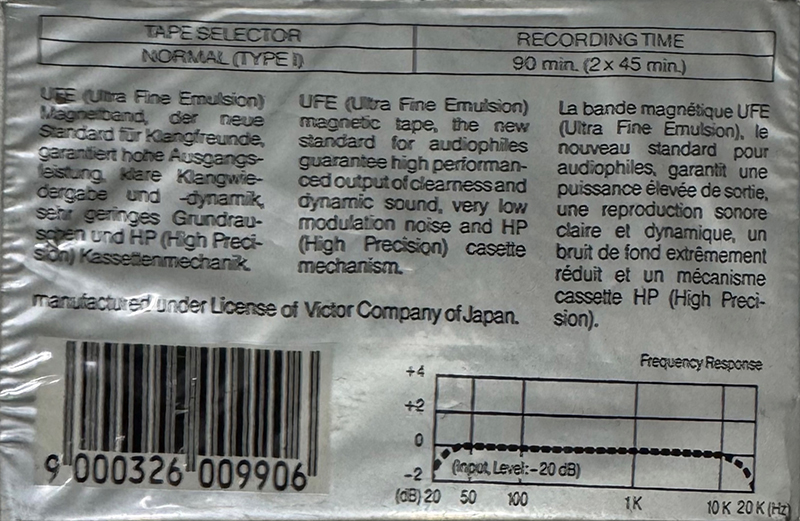 TAPE SELECTOR
RECORDING TIME
NORMAL (TYPE I)
90 min. (2 x 45 min.)
UFE (Ultra Fine Emulsion)
Magnetband, der neue
Standard für Klangfreunde,
garantiert hohe Ausgangs-
leistung, klare Klangwie-
dergabe und -dynamik,
sehr geringes Grundrau-
schen und HP (High Preci-
sion) Kassettenmechanik.
UFE (Ultra Fine Emulsion)
magnetic tape, the new
standard for audiophiles
guarantee high performan-
ced output of clearness and
dynamic sound, very low
modulation noise and HP
(High Precision) casette
mechanism.
La bande magnétique UFE
(Ultra Fine Emulsion), le
nouveau standard pour
audiophiles, garantit une
puissance élevée de sortie,
une reproduction sonore
claire et dynamique, un
bruit de fond extrêmement
réduit et un mécanisme
cassette HP (High Preci-
sion).
manufactured under License of Victor Company of Japan.
9 000326 009906
Frequency Response
+4
+2
0
-2
(Input, Level: -20 dB)
(dB) 20 50 100 1K 10 K 20 K (Hz)